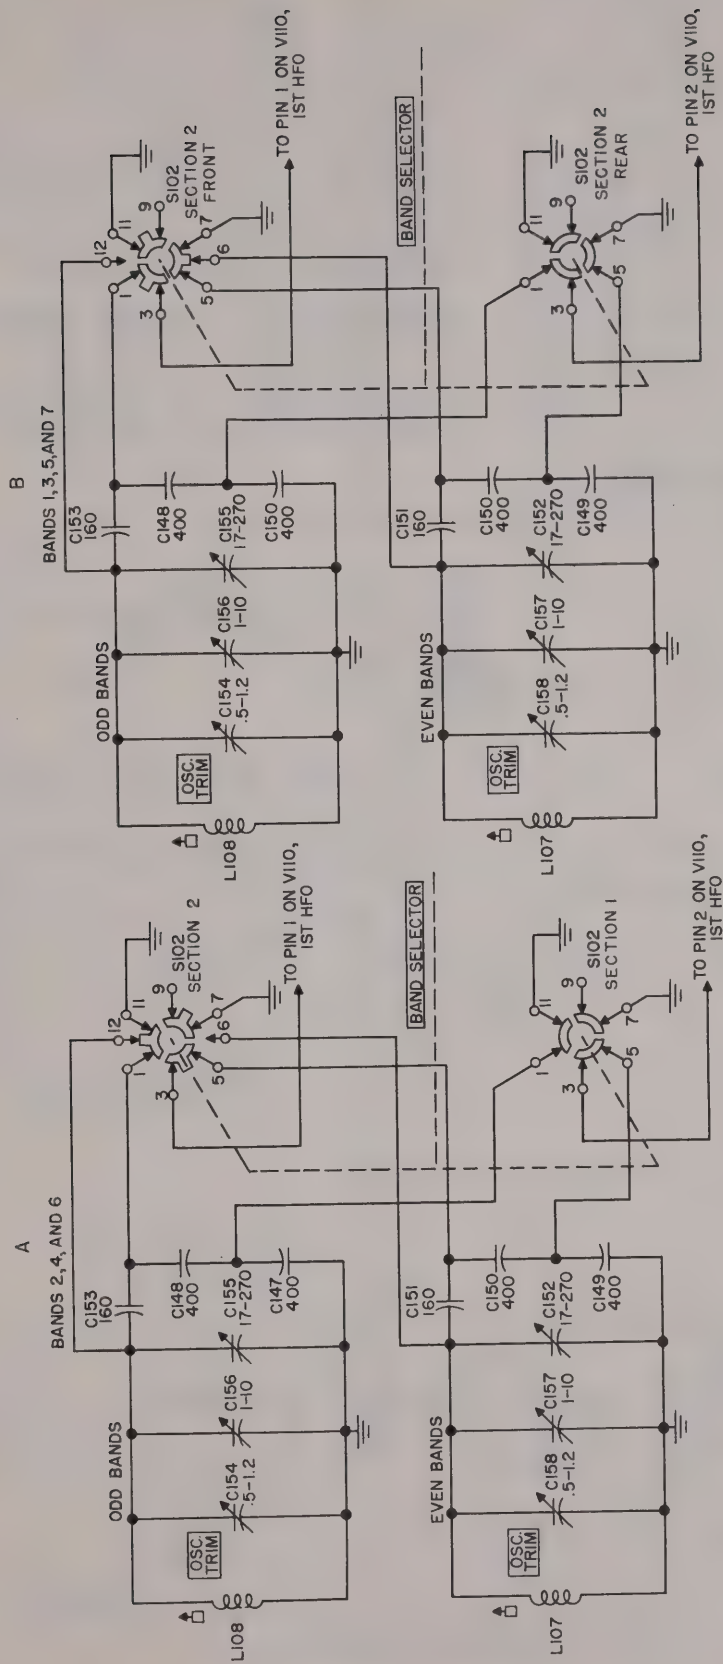 A
BANDS 2, 4, AND 6
ODD BANDS
C153
160
C148
400
C155
17-270
C147
400
C156
1-10
C154
.5-1.2
OSC.
TRIM
L108
12
11
1
9
S102
SECTION 2
3
7
6
5
TO PIN 1 ON V110,
1ST HFO
BAND SELECTOR
EVEN BANDS
C151
160
C150
400
C152
17-270
C149
400
C157
1-10
C158
.5-1.2
OSC.
TRIM
L107
11
1
9
S102
SECTION 1
3
7
5
TO PIN 2 ON V110,
1ST HFO
B
BANDS 1, 3, 5, AND 7
ODD BANDS
C153
160
C148
400
C155
17-270
C150
400
C156
1-10
C154
.5-1.2
OSC.
TRIM
L108
12
11
1
9
S102
SECTION 2
FRONT
3
7
6
5
TO PIN 1 ON V110,
1ST HFO
BAND SELECTOR
EVEN BANDS
C151
160
C150
400
C152
17-270
C149
400
C157
1-10
C158
.5-1.2
OSC.
TRIM
L107
11
1
9
S102
SECTION 2
REAR
3
7
5
TO PIN 2 ON V110,
1ST HFO